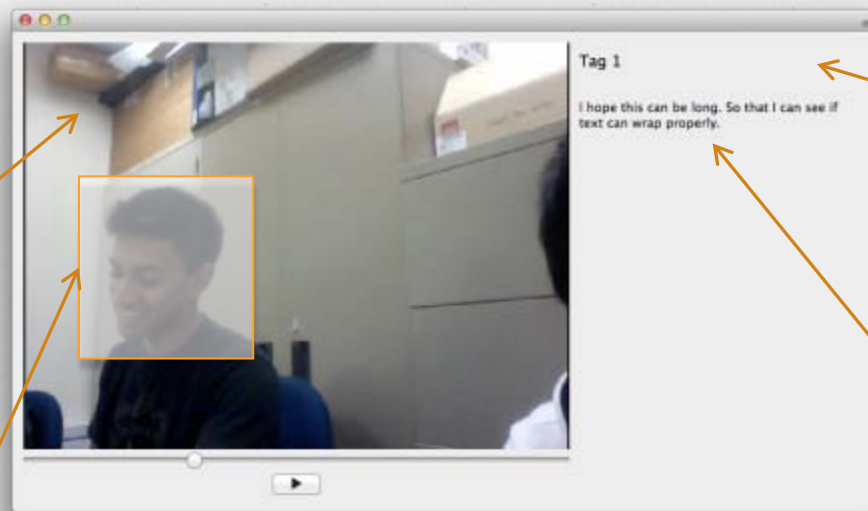 Tag 1
I hope this can be long. So that I can see if
text can wrap properly.